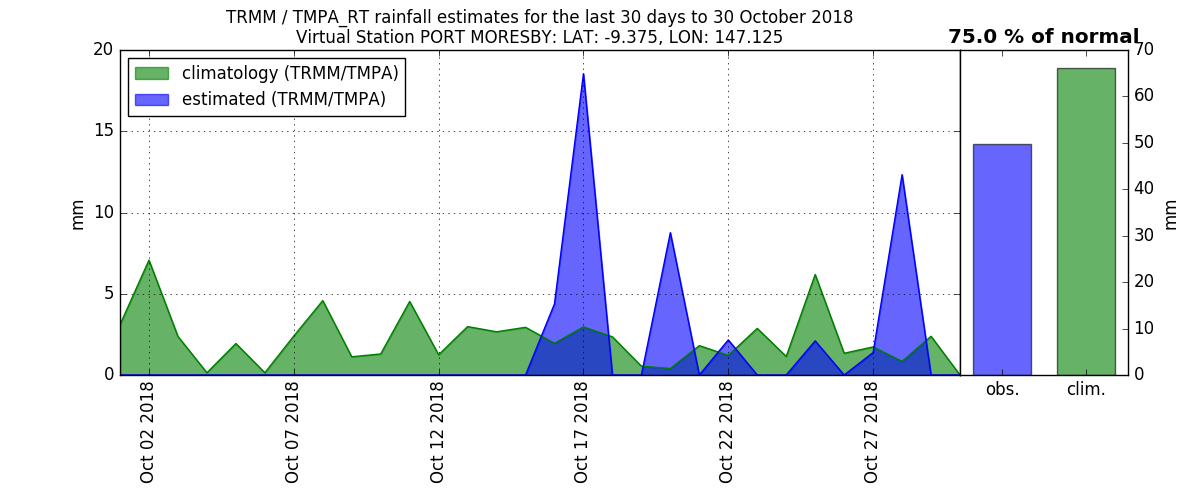 TRMM / TMPA_RT rainfall estimates for the last 30 days to 30 October 2018
Virtual Station PORT MORESBY: LAT: -9.375, LON: 147.125
75.0 % of normal
climatology (TRMM/TMPA)
estimated (TRMM/TMPA)
20
15
10
5
0
mm
Oct 02 2018
Oct 07 2018
Oct 12 2018
Oct 17 2018
Oct 22 2018
Oct 27 2018
obs.
clim.
70
60
50
40
30
20
10
0
mm